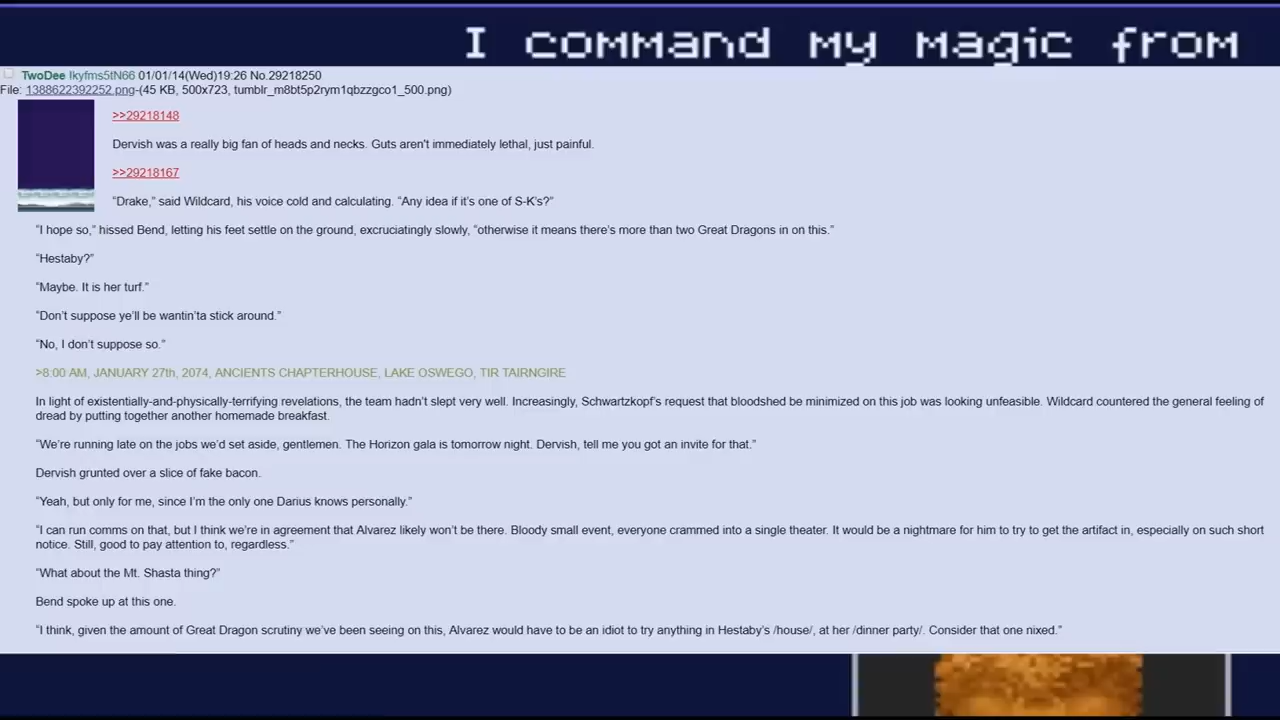 I command my magic from
TwoDee !kyfms5tN66 01/01/14(Wed)19:26 No.29218250
File: 1388622392252.png-(45 KB, 500x723, tumblr_m8bt5p2rym1qbzzgco1_500.png)
>>29218148
Dervish was a really big fan of heads and necks. Guts aren't immediately lethal, just painful.
>>29218167
“Drake,” said Wildcard, his voice cold and calculating. “Any idea if it’s one of S-K’s?”
“I hope so,” hissed Bend, letting his feet settle on the ground, excruciatingly slowly, “otherwise it means there’s more than two Great Dragons in on this.”
“Hestaby?”
“Maybe. It is her turf.”
“Don’t suppose ye’ll be wantin’ta stick around.”
“No, I don’t suppose so.”
>8:00 AM, JANUARY 27th, 2074, ANCIENTS CHAPTERHOUSE, LAKE OSWEGO, TIR TAIRNGIRE
In light of existentially-and-physically-terrifying revelations, the team hadn’t slept very well. Increasingly, Schwartzkopf’s request that bloodshed be minimized on this job was looking unfeasible. Wildcard countered the general feeling of
dread by putting together another homemade breakfast.
“We’re running late on the jobs we’d set aside, gentlemen. The Horizon gala is tomorrow night. Dervish, tell me you got an invite for that.”
Dervish grunted over a slice of fake bacon.
“Yeah, but only for me, since I’m the only one Darius knows personally.”
“I can run comms on that, but I think we’re in agreement that Alvarez likely won’t be there. Bloody small event, everyone crammed into a single theater. It would be a nightmare for him to try to get the artifact in, especially on such short
notice. Still, good to pay attention to, regardless.”
“What about the Mt. Shasta thing?”
Bend spoke up at this one.
“I think, given the amount of Great Dragon scrutiny we’ve been seeing on this, Alvarez would have to be an idiot to try anything in Hestaby’s /house/, at her /dinner party/. Consider that one nixed.”